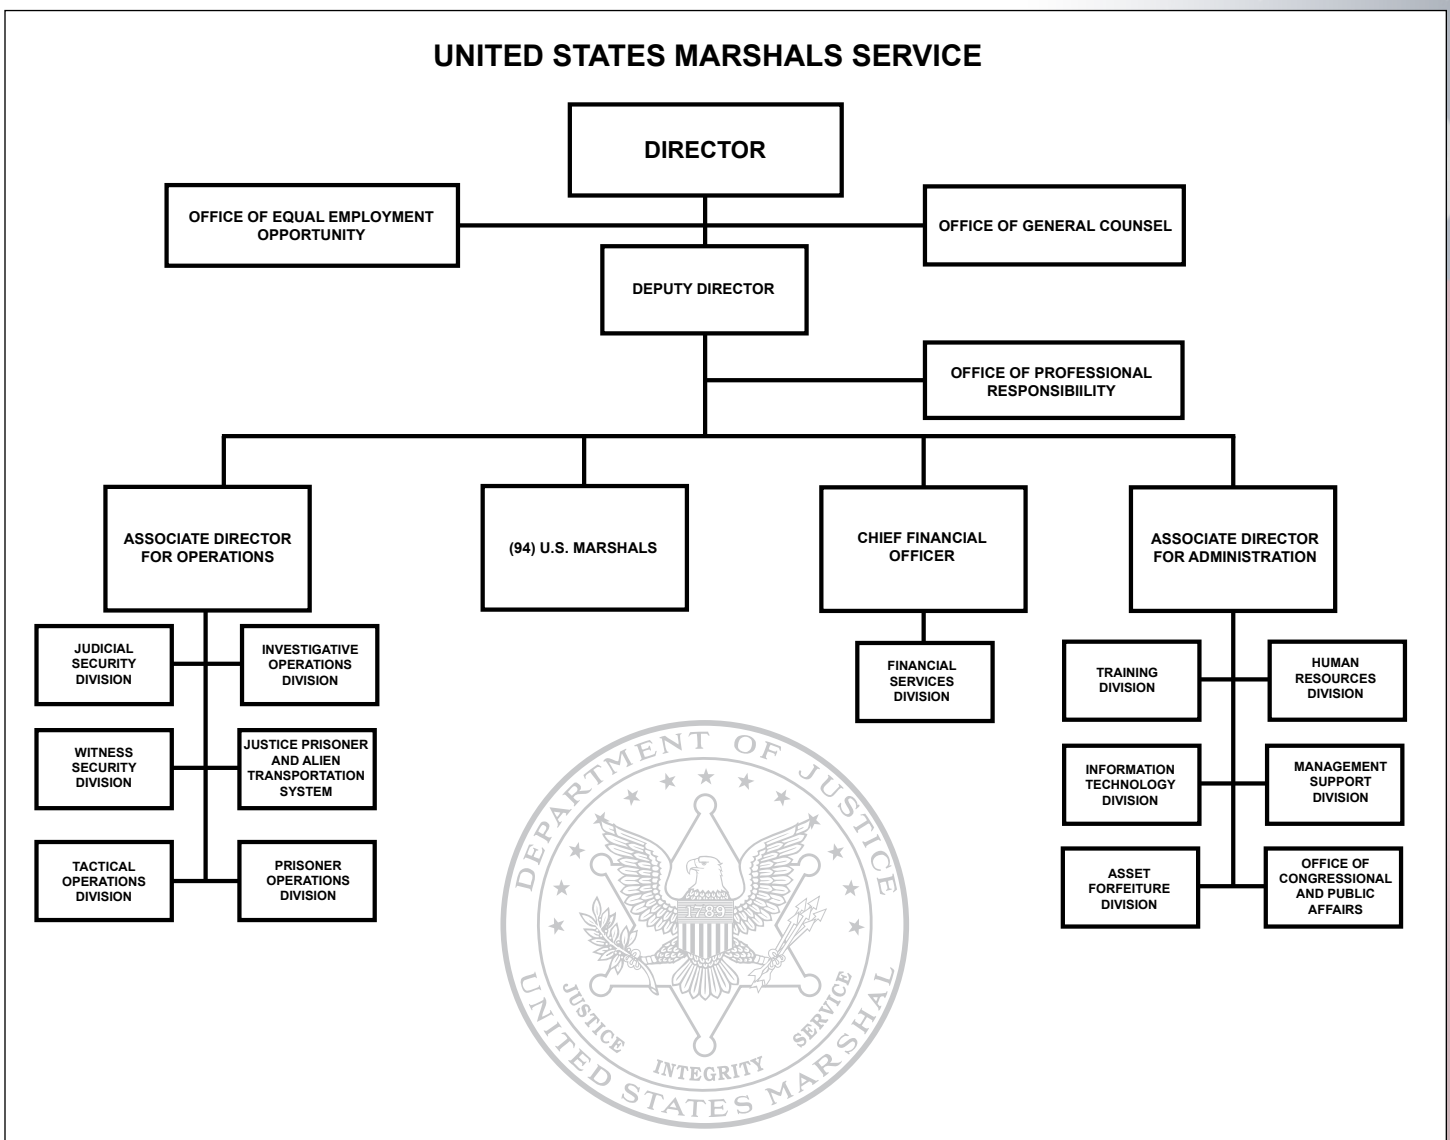 UNITED STATES MARSHALS SERVICE
DIRECTOR
OFFICE OF EQUAL EMPLOYMENT
OPPORTUNITY
OFFICE OF GENERAL COUNSEL
DEPUTY DIRECTOR
OFFICE OF PROFESSIONAL
RESPONSIBIILITY
ASSOCIATE DIRECTOR
FOR OPERATIONS
(94) U.S. MARSHALS
CHIEF FINANCIAL
OFFICER
ASSOCIATE DIRECTOR
FOR ADMINISTRATION
JUDICIAL
SECURITY
DIVISION
INVESTIGATIVE
OPERATIONS
DIVISION
FINANCIAL
SERVICES
DIVISION
TRAINING
DIVISION
HUMAN
RESOURCES
DIVISION
WITNESS
SECURITY
DIVISION
JUSTICE PRISONER
AND ALIEN
TRANSPORTATION
SYSTEM
INFORMATION
TECHNOLOGY
DIVISION
MANAGEMENT
SUPPORT
DIVISION
TACTICAL
OPERATIONS
DIVISION
PRISONER
OPERATIONS
DIVISION
ASSET
FORFEITURE
DIVISION
OFFICE OF
CONGRESSIONAL
AND PUBLIC
AFFAIRS
DEPARTMENT OF JUSTICE
1789
JUSTICE INTEGRITY SERVICE
UNITED STATES MARSHAL